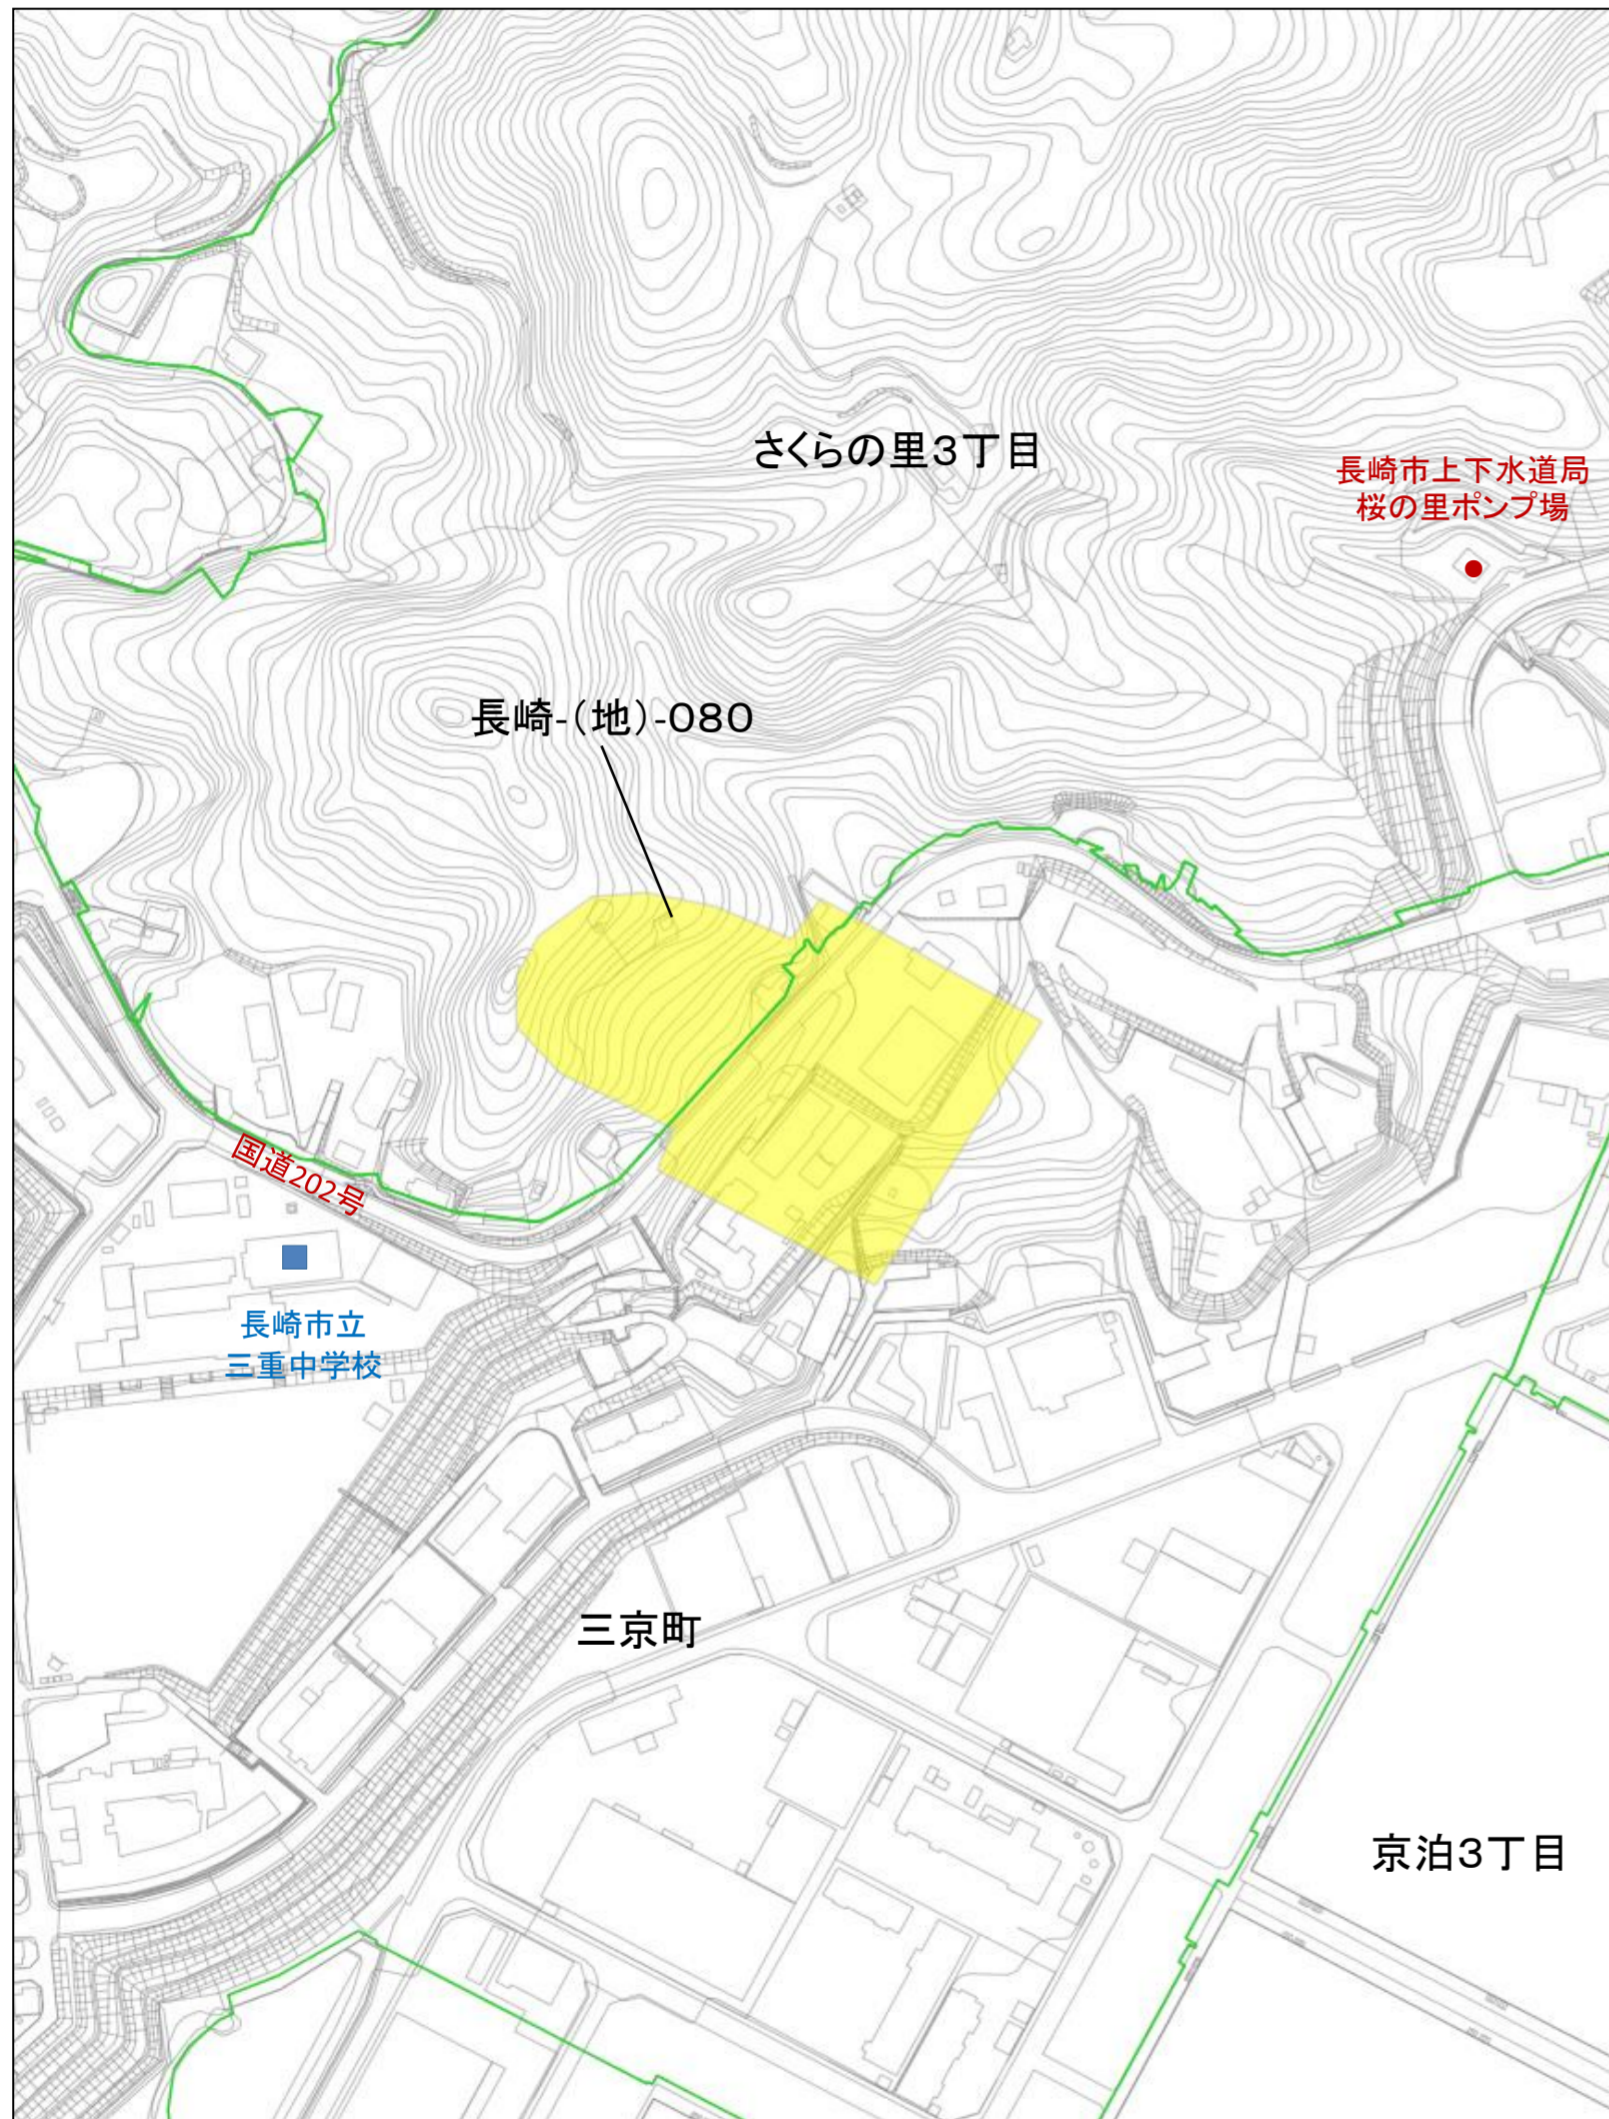 さくらの里3丁目
長崎市上下水道局
桜の里ポンプ場
長崎-(地)-080
国道202号
長崎市立
三重中学校
三京町
京泊3丁目